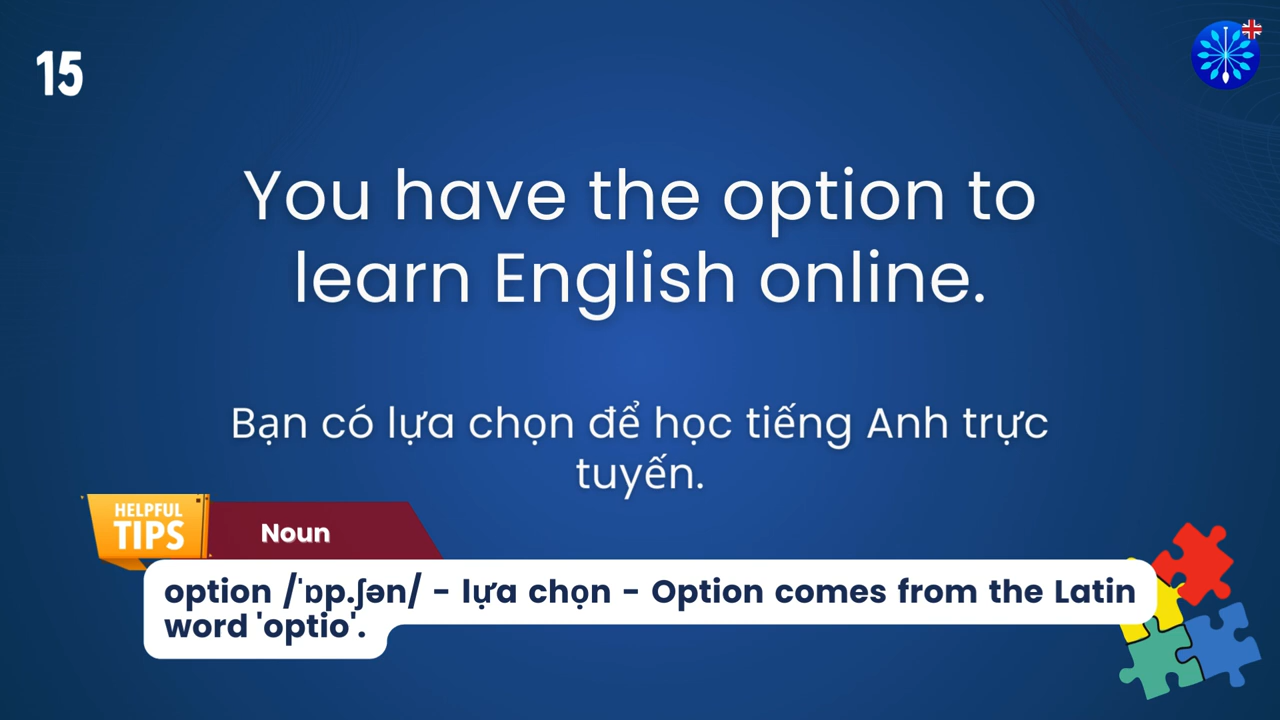 15
You have the option to
learn English online.
Bạn có lựa chọn để học tiếng Anh trực
tuyến.
HELPFUL
TIPS
Noun
option /ˈɒp.ʃən/ - lựa chọn - Option comes from the Latin
word 'optio'.